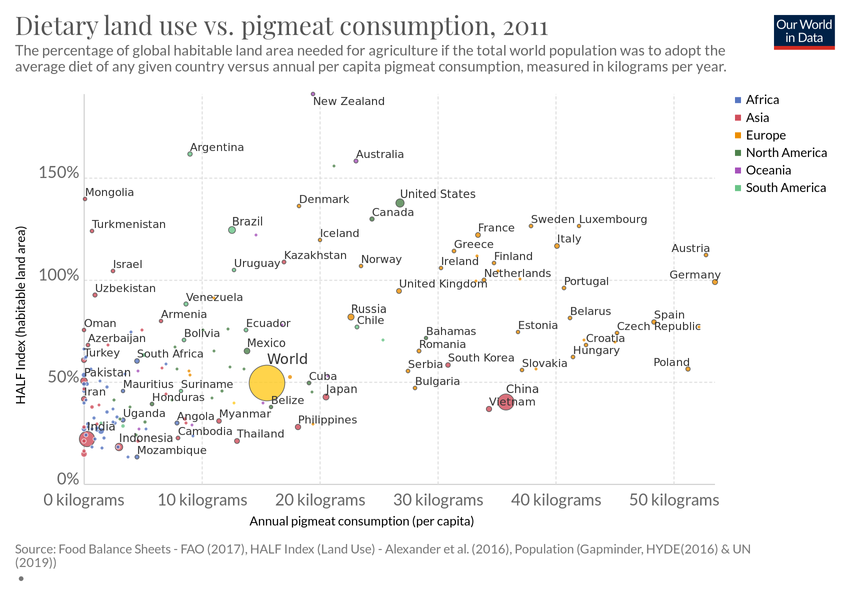 Dietary land use vs. pigmeat consumption, 2011
Our World
in Data
The percentage of global habitable land area needed for agriculture if the total world population was to adopt the
average diet of any given country versus annual per capita pigmeat consumption, measured in kilograms per year.
New Zealand
Africa
Asia
Europe
North America
Oceania
South America
Argentina
Australia
150%
Mongolia
Denmark
United States
Canada
Turkmenistan
Brazil
Iceland
France
Sweden
Luxembourg
Greece
Italy
Israel
Uruguay
Kazakhstan
Norway
Ireland
Finland
Austria
100%
Uzbekistan
United Kingdom
Netherlands
Portugal
Germany
Venezuela
Armenia
Russia
Chile
Belarus
Spain
Oman
Ecuador
Bahamas
Estonia
Czech Republic
Azerbaijan
Bolivia
Mexico
Romania
Croatia
Turkey
South Africa
World
Serbia
South Korea
Slovakia
Hungary
Poland
Pakistan
50%
Mauritius
Suriname
Cuba
Japan
Bulgaria
China
Iran
Honduras
Belize
Vietnam
Uganda
Angola
Myanmar
Philippines
India
Indonesia
Cambodia
Thailand
Mozambique
0%
HALF Index (habitable land area)
0 kilograms
10 kilograms
20 kilograms
30 kilograms
40 kilograms
50 kilograms
Annual pigmeat consumption (per capita)
Source: Food Balance Sheets - FAO (2017), HALF Index (Land Use) - Alexander et al. (2016), Population (Gapminder, HYDE(2016) & UN
(2019))